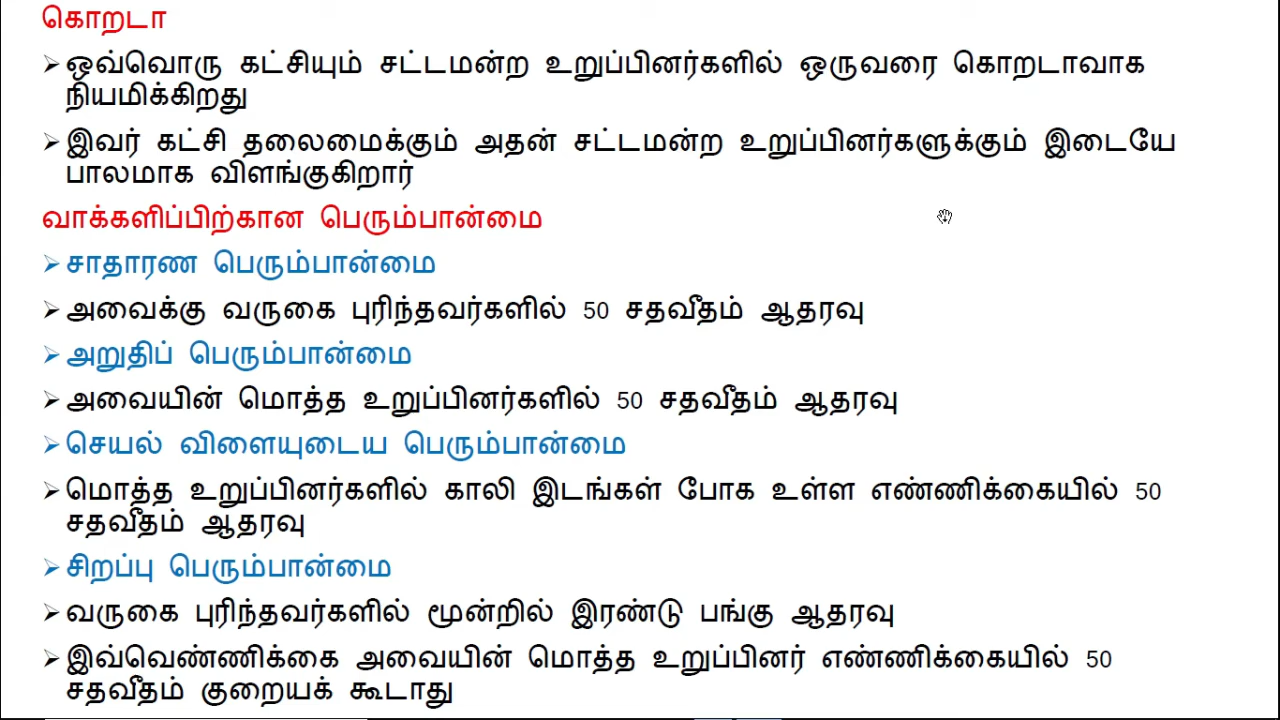 கொறடா
➢ஒவ்வொரு கட்சியும் சட்டமன்ற உறுப்பினர்களில் ஒருவரை கொறடாவாக
நியமிக்கிறது
➢இவர் கட்சி தலைமைக்கும் அதன் சட்டமன்ற உறுப்பினர்களுக்கும் இடையே
பாலமாக விளங்குகிறார்
வாக்களிப்பிற்கான பெரும்பான்மை
➢சாதாரண பெரும்பான்மை
➢அவைக்கு வருகை புரிந்தவர்களில் 50 சதவீதம் ஆதரவு
➢அறுதிப் பெரும்பான்மை
➢அவையின் மொத்த உறுப்பினர்களில் 50 சதவீதம் ஆதரவு
➢செயல் விளையுடைய பெரும்பான்மை
➢மொத்த உறுப்பினர்களில் காலி இடங்கள் போக உள்ள எண்ணிக்கையில் 50
சதவீதம் ஆதரவு
➢சிறப்பு பெரும்பான்மை
➢வருகை புரிந்தவர்களில் மூன்றில் இரண்டு பங்கு ஆதரவு
➢இவ்வெண்ணிக்கை அவையின் மொத்த உறுப்பினர் எண்ணிக்கையில் 50
சதவீதம் குறையக் கூடாது